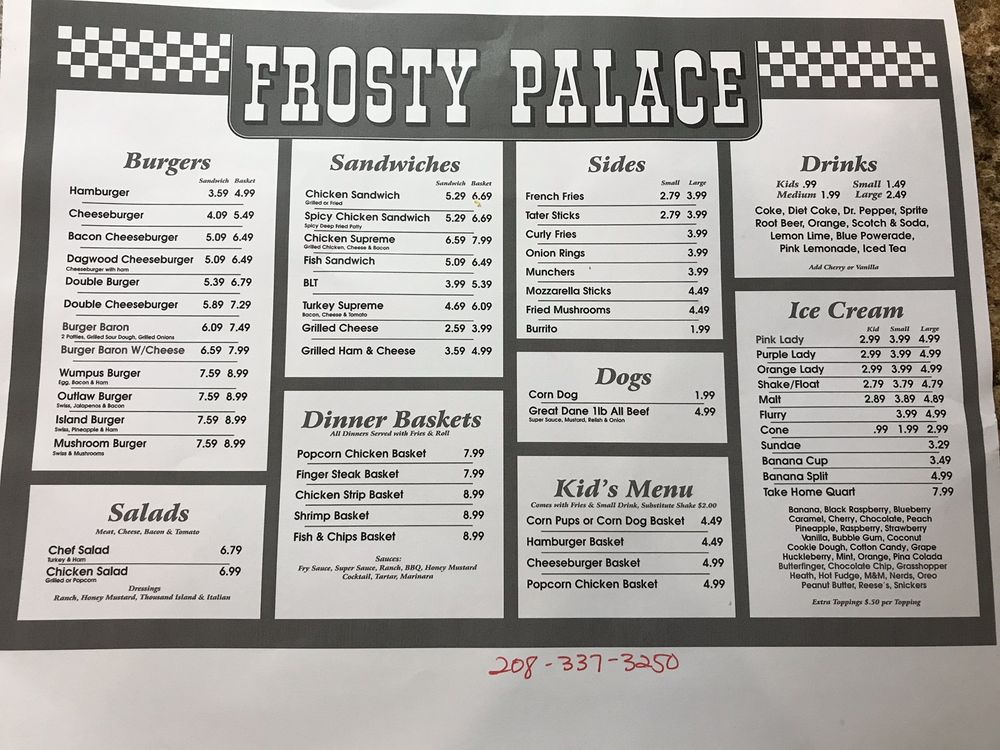 FROSTY PALACE
Burgers
Sandwich Basket
Hamburger 3.59 4.99
Cheeseburger 4.09 5.49
Bacon Cheeseburger 5.09 6.49
Dagwood Cheeseburger 5.09 6.49
Cheeseburger with ham
Double Burger 5.39 6.79
Double Cheeseburger 5.89 7.29
Burger Baron 6.09 7.49
2 Patties, Grilled Sour Dough, Grilled Onions
Burger Baron W/Cheese 6.59 7.99
Wumpus Burger 7.59 8.99
Egg, Bacon & Ham
Outlaw Burger 7.59 8.99
Swiss, Jalapenos & Bacon
Island Burger 7.59 8.99
Swiss, Pineapple & Ham
Mushroom Burger 7.59 8.99
Swiss & Mushrooms
Salads
Meat, Cheese, Bacon & Tomato
Chef Salad 6.79
Turkey & Ham
Chicken Salad 6.99
Grilled or Popcorn
Dressings
Ranch, Honey Mustard, Thousand Island & Italian
Sandwiches
Sandwich Basket
Chicken Sandwich 5.29 6.69
Grilled or Fried
Spicy Chicken Sandwich 5.29 6.69
Spicy Deep Fried Patty
Chicken Supreme 6.59 7.99
Grilled Chicken, Cheese & Bacon
Fish Sandwich 5.09 6.49
BLT 3.99 5.39
Turkey Supreme 4.69 6.09
Bacon, Cheese & Tomato
Grilled Cheese 2.59 3.99
Grilled Ham & Cheese 3.59 4.99
Dinner Baskets
All Dinners Served with Fries & Roll
Popcorn Chicken Basket 7.99
Finger Steak Basket 7.99
Chicken Strip Basket 8.99
Shrimp Basket 8.99
Fish & Chips Basket 8.99
Sauces:
Fry Sauce, Super Sauce, Ranch, BBQ, Honey Mustard
Cocktail, Tartar, Marinara
Sides
Small Large
French Fries 2.79 3.99
Tater Sticks 2.79 3.99
Curly Fries 3.99
Onion Rings 3.99
Munchers 3.99
Mozzarella Sticks 4.49
Fried Mushrooms 4.49
Burrito 1.99
Dogs
Corn Dog 1.99
Great Dane 1lb All Beef 4.99
Super Sauce, Mustard, Relish & Onion
Kid's Menu
Comes with Fries & Small Drink, Substitute Shake $2.00
Corn Pups or Corn Dog Basket 4.49
Hamburger Basket 4.49
Cheeseburger Basket 4.99
Popcorn Chicken Basket 4.99
Drinks
Kids .99 Small 1.49
Medium 1.99 Large 2.49
Coke, Diet Coke, Dr. Pepper, Sprite
Root Beer, Orange, Scotch & Soda,
Lemon Lime, Blue Powerade,
Pink Lemonade, Iced Tea
Add Cherry or Vanilla
Ice Cream
Kid Small Large
Pink Lady 2.99 3.99 4.99
Purple Lady 2.99 3.99 4.99
Orange Lady 2.99 3.99 4.99
Shake/Float 2.79 3.79 4.79
Malt 2.89 3.89 4.89
Flurry 3.99 4.99
Cone .99 1.99 2.99
Sundae 3.29
Banana Cup 3.49
Banana Split 4.99
Take Home Quart 7.99
Banana, Black Raspberry, Blueberry
Caramel, Cherry, Chocolate, Peach
Pineapple, Raspberry, Strawberry
Vanilla, Bubble Gum, Coconut
Cookie Dough, Cotton Candy, Grape
Huckleberry, Mint, Orange, Pina Colada
Butterfinger, Chocolate Chip, Grasshopper
Heath, Hot Fudge, M&M, Nerds, Oreo
Peanut Butter, Reese's, Snickers
Extra Toppings $.50 per Topping
208-337-3250